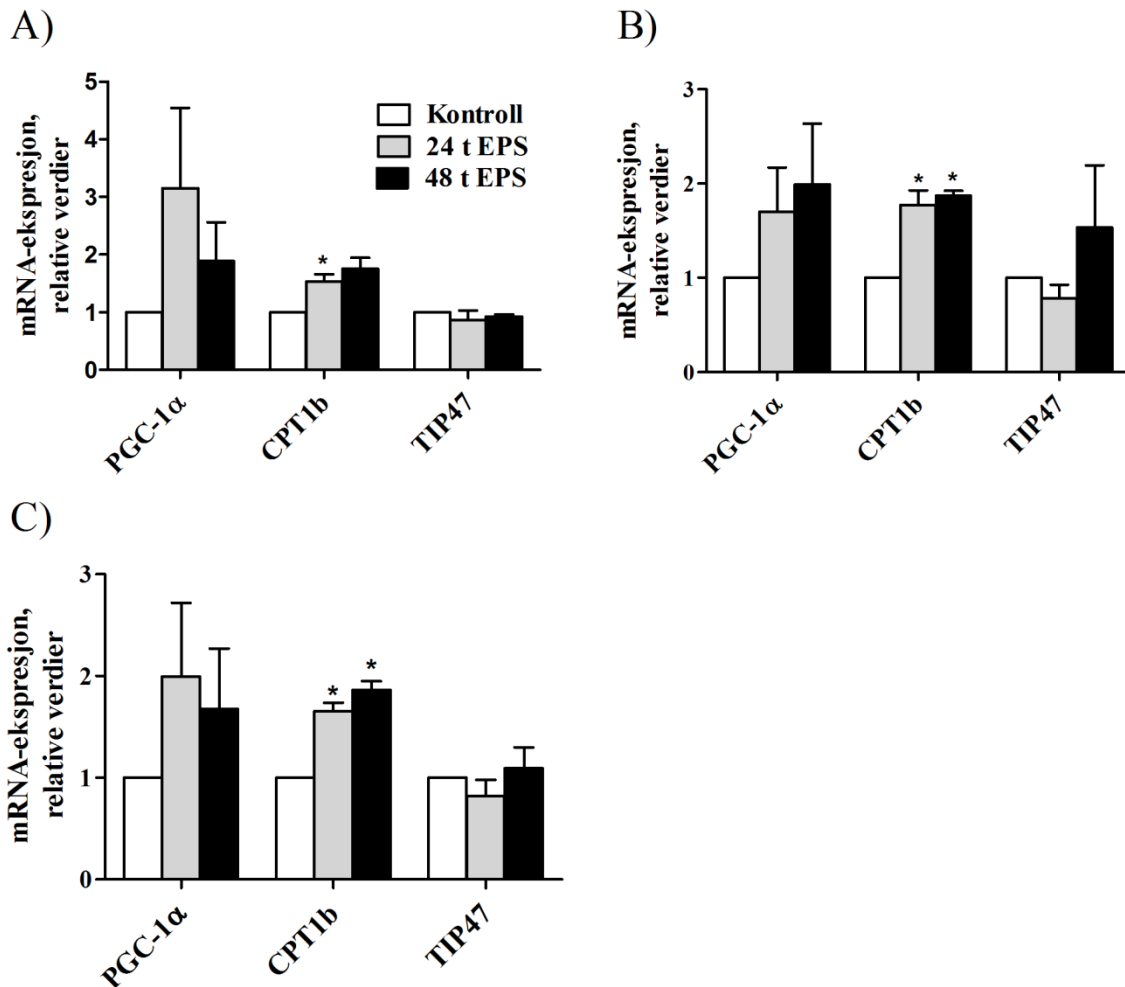 A)
mRNA-ekspresjon,
relative verdier
5
4
3
2
1
0
Kontroll
24 t EPS
48 t EPS
*
PGC-1α
CPT1b
TIP47
B)
mRNA-ekspresjon,
relative verdier
3
2
1
0
* *
PGC-1α
CPT1b
TIP47
C)
mRNA-ekspresjon,
relative verdier
3
2
1
0
* *
PGC-1α
CPT1b
TIP47